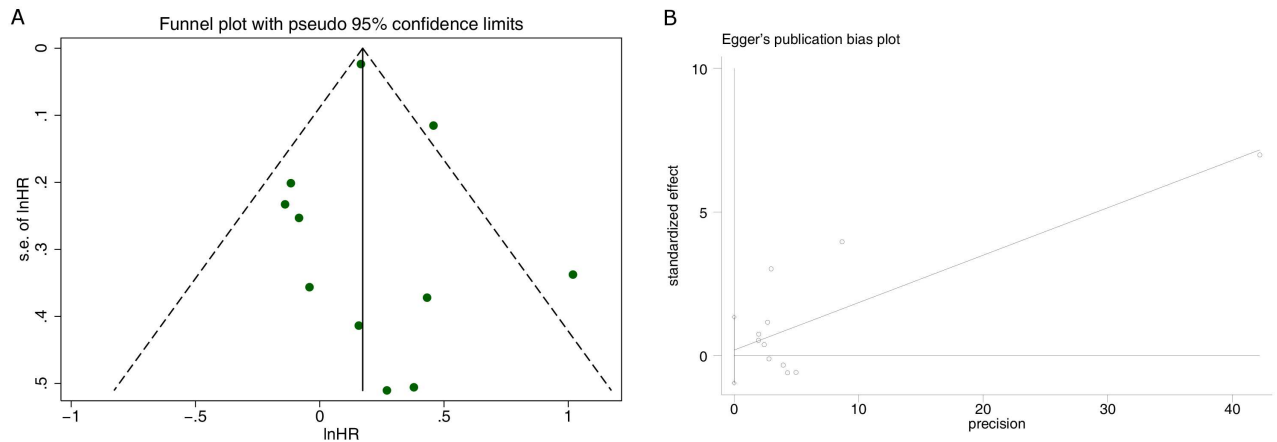 A
Funnel plot with pseudo 95% confidence limits
0
.1
.2
.3
.4
.5
s.e. of lnHR
−1
−.5
0
.5
1
lnHR
B
Egger's publication bias plot
10
5
0
standardized effect
0
10
20
30
40
precision